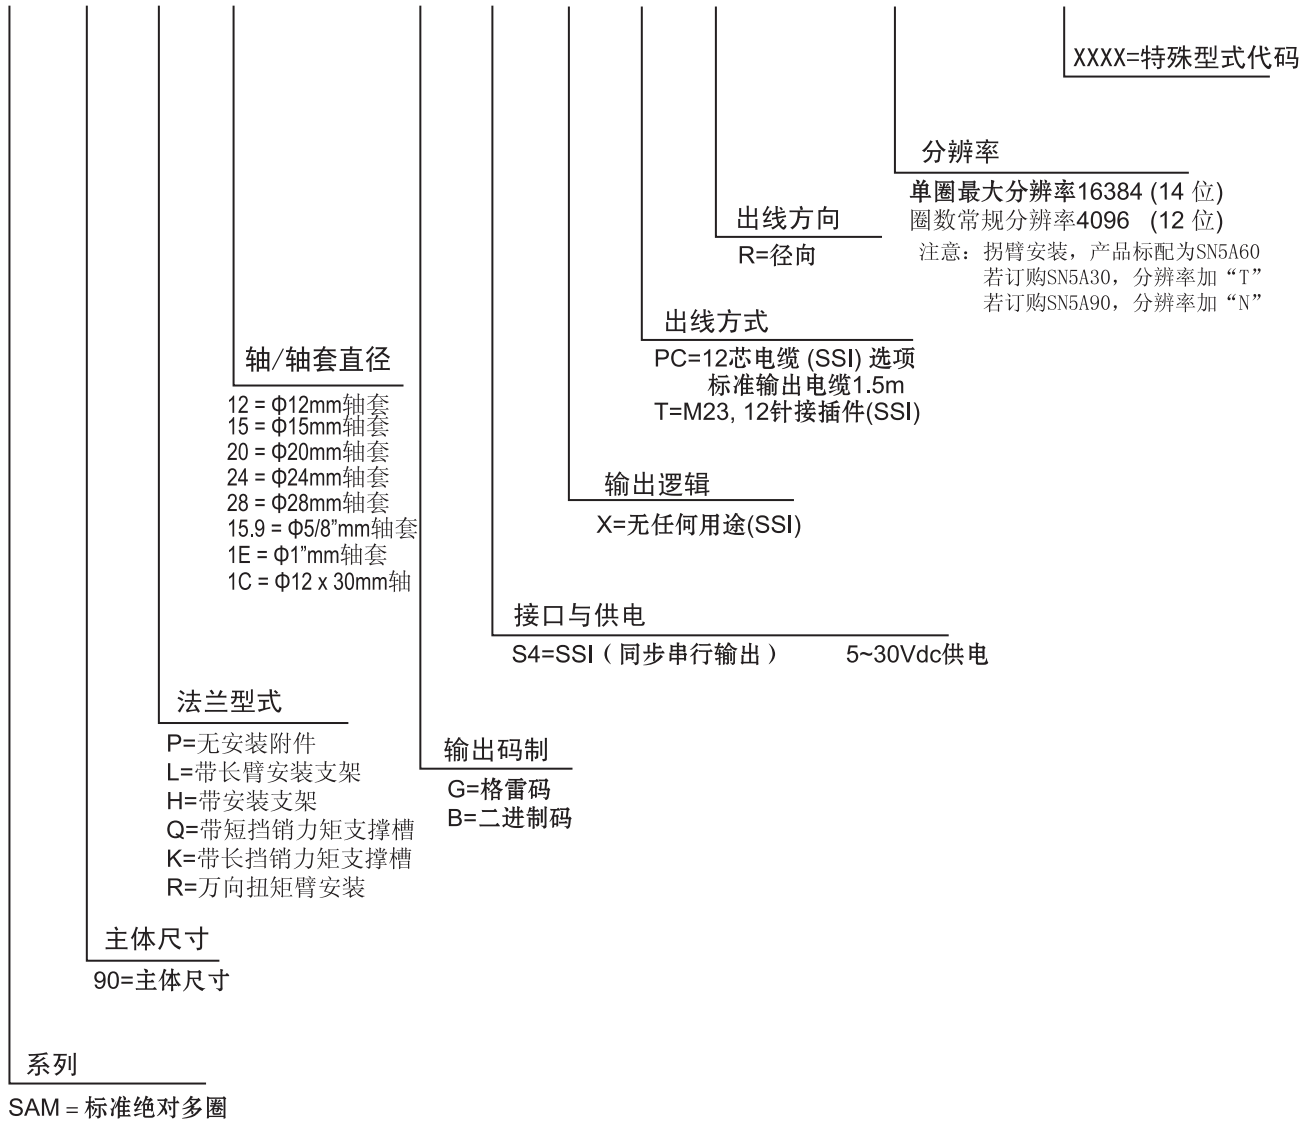 XXXX=特殊型式代码
分辨率
单圈最大分辨率16384 (14 位)
圈数常规分辨率4096 (12 位)
注意：拐臂安装，产品标配为SN5A60
若订购SN5A30，分辨率加“T”
若订购SN5A90，分辨率加“N”
出线方向
R=径向
出线方式
PC=12芯电缆 (SSI) 选项
标准输出电缆1.5m
T=M23, 12针接插件(SSI)
轴/轴套直径
12 = Φ12mm轴套
15 = Φ15mm轴套
20 = Φ20mm轴套
24 = Φ24mm轴套
28 = Φ28mm轴套
15.9 = Φ5/8”mm轴套
1E = Φ1”mm轴套
1C = Φ12 x 30mm轴
输出逻辑
X=无任何用途(SSI)
接口与供电
S4=SSI（同步串行输出） 5~30Vdc供电
法兰型式
P=无安装附件
L=带长臂安装支架
H=带安装支架
Q=带短挡销力矩支撑槽
K=带长挡销力矩支撑槽
R=万向扭矩臂安装
输出码制
G=格雷码
B=二进制码
主体尺寸
90=主体尺寸
系列
SAM = 标准绝对多圈